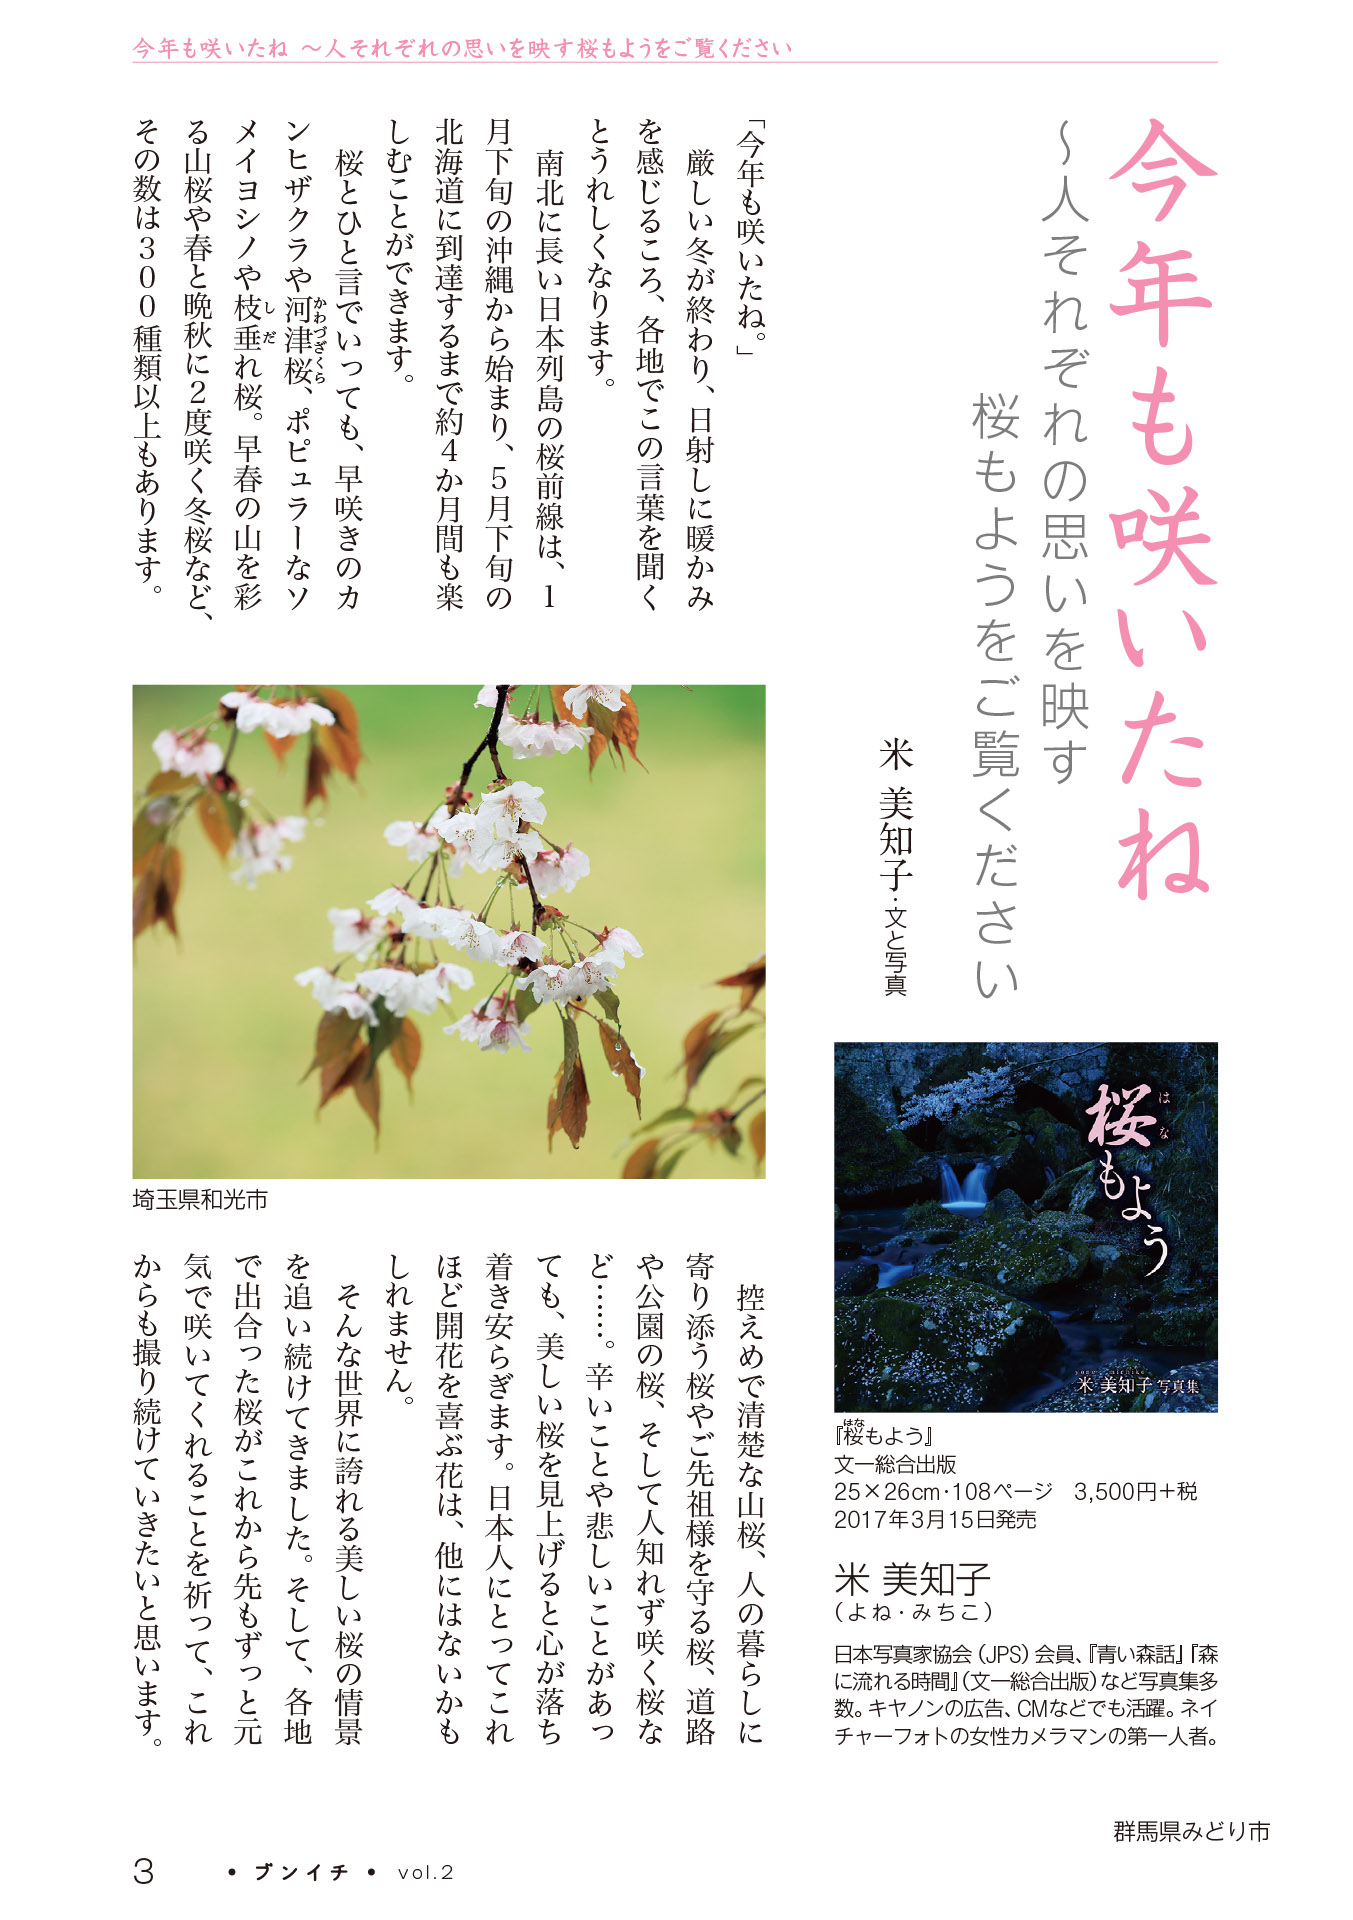 今年も咲いたね ～人それぞれの思いを映す桜もようをご覧ください
今年も咲いたね
～人それぞれの思いを映す
桜もようをご覧ください
米 美知子・文と写真
「今年も咲いたね。」
厳しい冬が終わり、日射しに暖かみ
を感じるころ、各地でこの言葉を聞く
とうれしくなります。
南北に長い日本列島の桜前線は、1
月下旬の沖縄から始まり、5月下旬の
北海道に到達するまで約4か月間も楽
しむことができます。
桜とひと言でいっても、早咲きのカ
ンヒザクラや河津桜、ポピュラーなソ
かわづざくら
メイヨシノや枝垂れ桜。早春の山を彩
しだ
る山桜や春と晩秋に2度咲く冬桜など、
その数は300種類以上もあります。
埼玉県和光市
控えめで清楚な山桜、人の暮らしに
寄り添う桜やご先祖様を守る桜、道路
や公園の桜、そして人知れず咲く桜な
ど……。辛いことや悲しいことがあっ
ても、美しい桜を見上げると心が落ち
着き安らぎます。日本人にとってこれ
ほど開花を喜ぶ花は、他にはないかも
しれません。
そんな世界に誇れる美しい桜の情景
を追い続けてきました。そして、各地
で出合った桜がこれから先もずっと元
気で咲いてくれることを祈って、これ
からも撮り続けていきたいと思います。
桜もよう
はな
yone michiko
米 美知子 写真集
はな
『桜もよう』
文一総合出版
25×26cm・108ページ 3,500円＋税
2017年3月15日発売
米 美知子
（よね・みちこ）
日本写真家協会（JPS）会員、『青い森話』『森
に流れる時間』（文一総合出版）など写真集多
数。キヤノンの広告、CMなどでも活躍。ネイ
チャーフォトの女性カメラマンの第一人者。
群馬県みどり市
3 ・ブンイチ・ vol.2